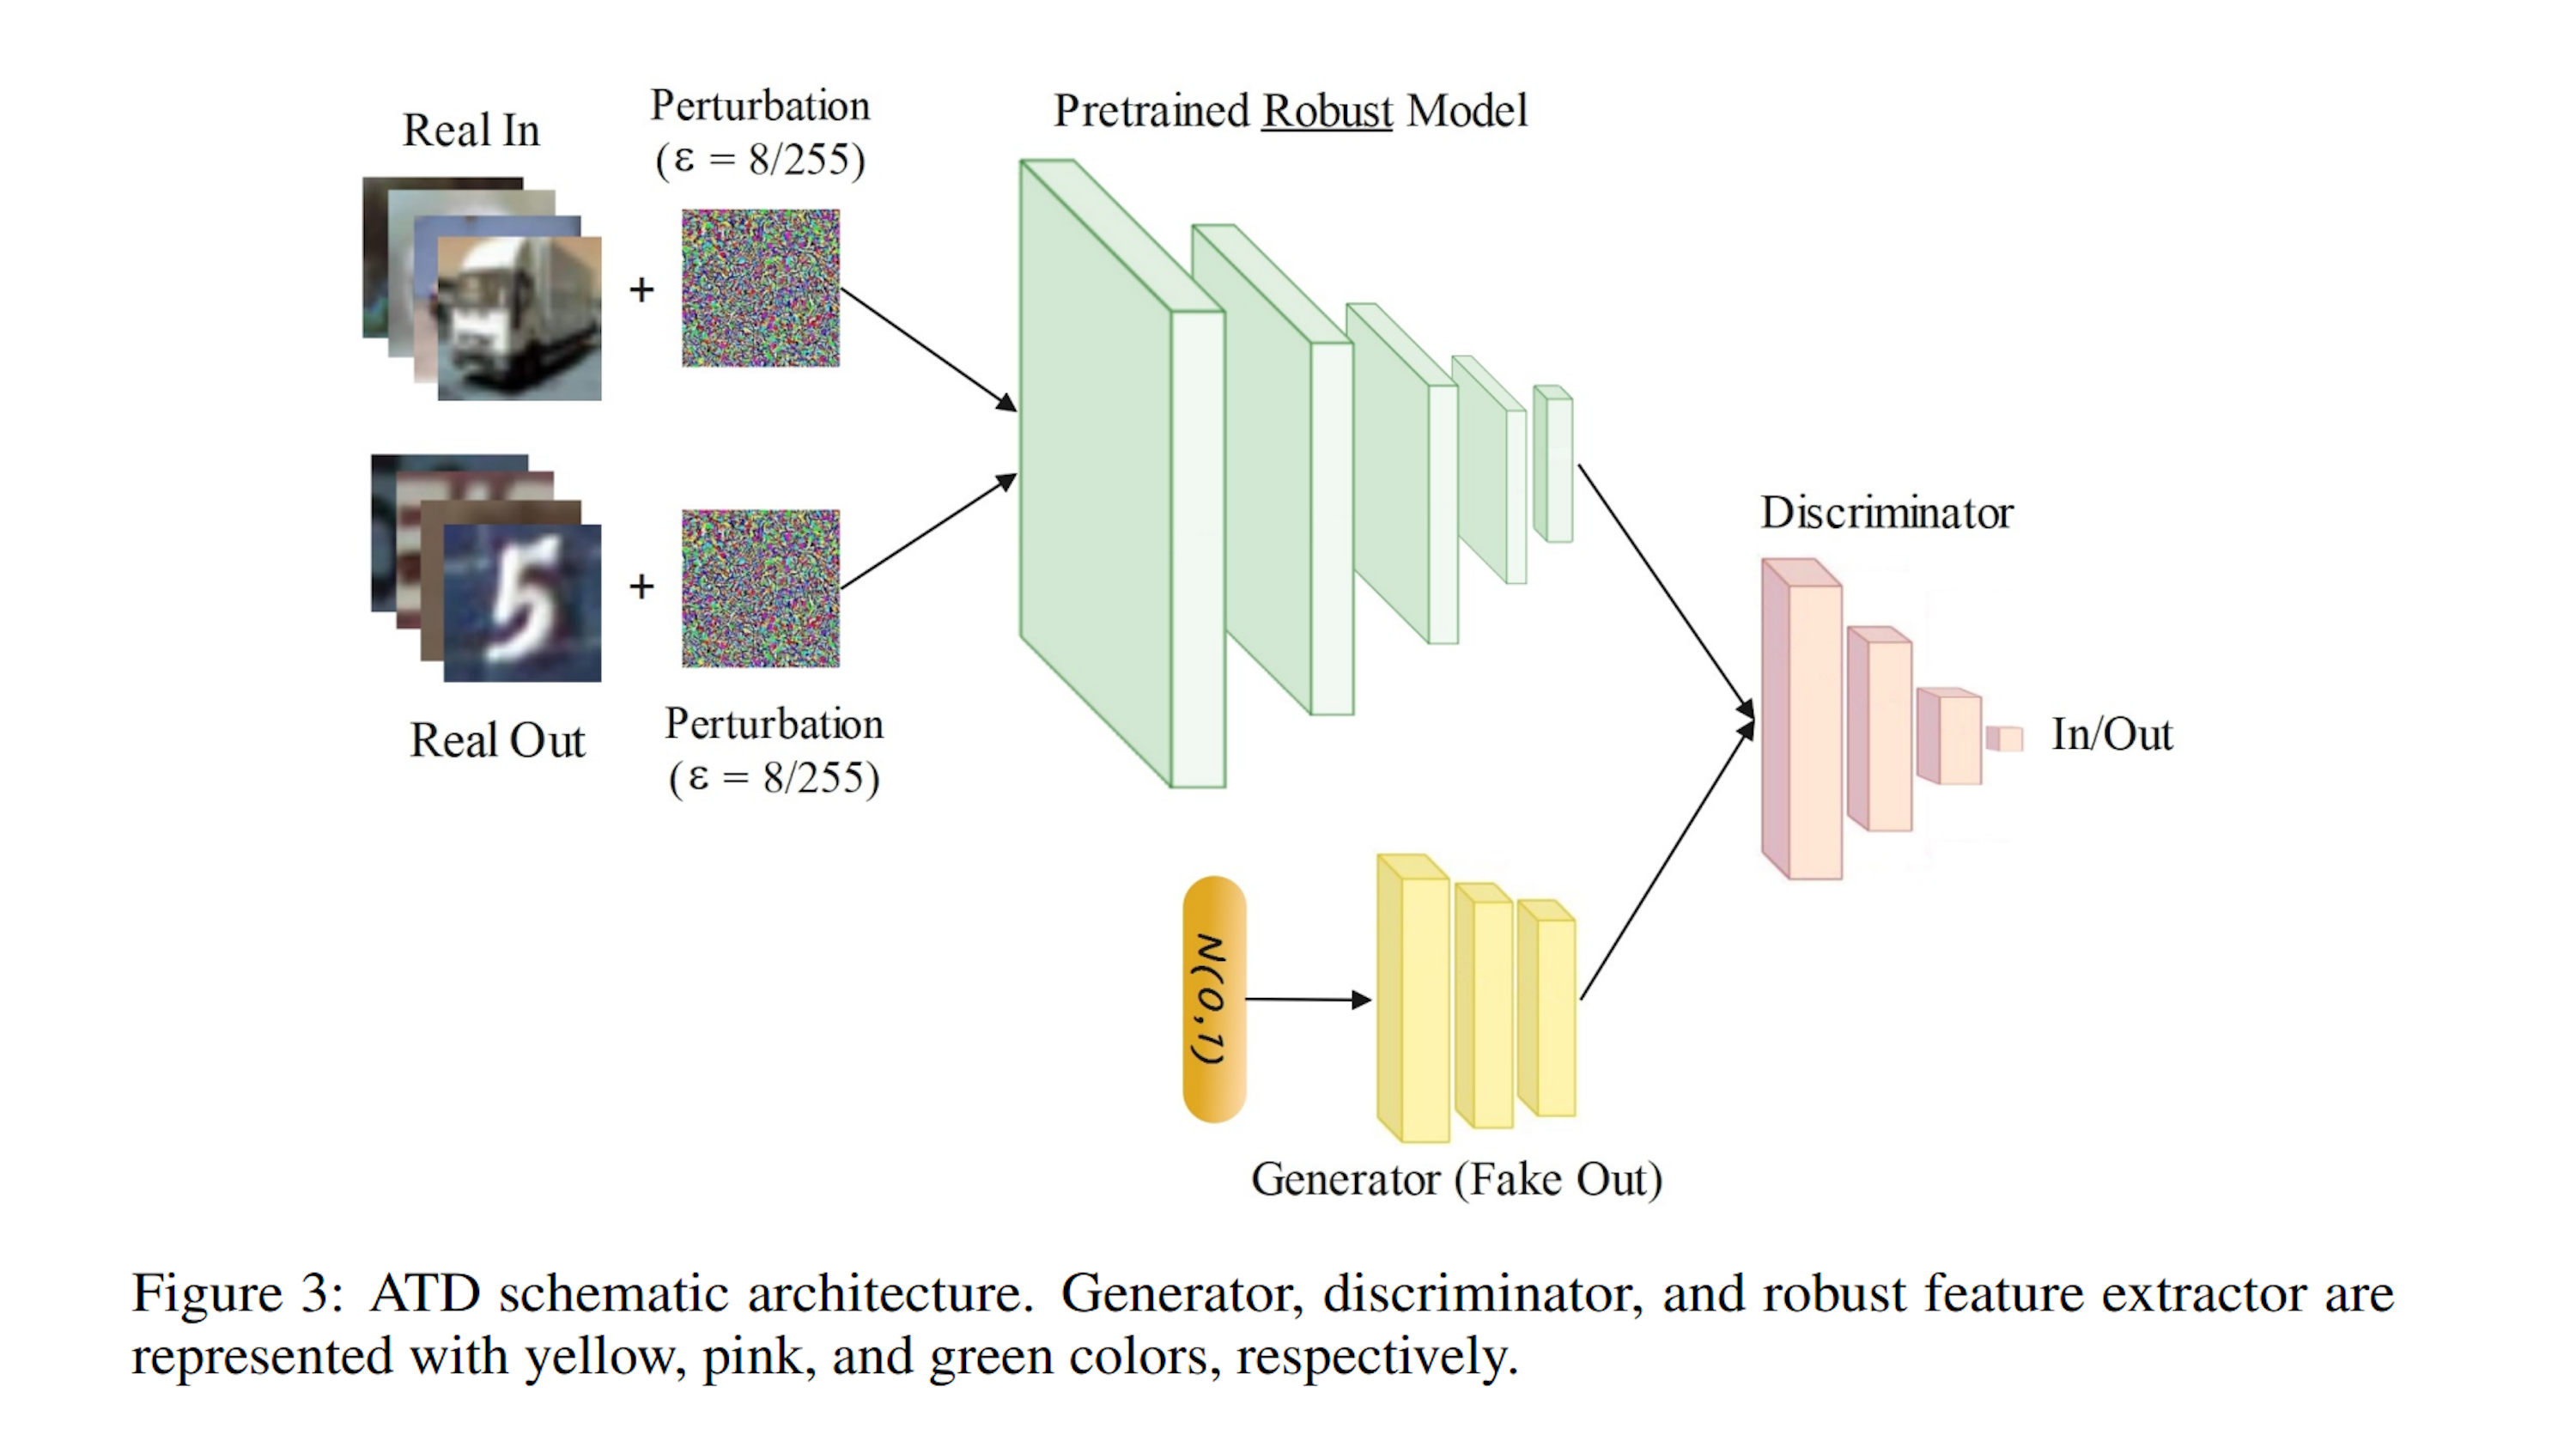 Real In
Perturbation
(ε = 8/255)
Pretrained Robust Model
+
5
+
Real Out
Perturbation
(ε = 8/255)
Discriminator
In/Out
N(0,1)
Generator (Fake Out)
Figure 3: ATD schematic architecture. Generator, discriminator, and robust feature extractor are
represented with yellow, pink, and green colors, respectively.